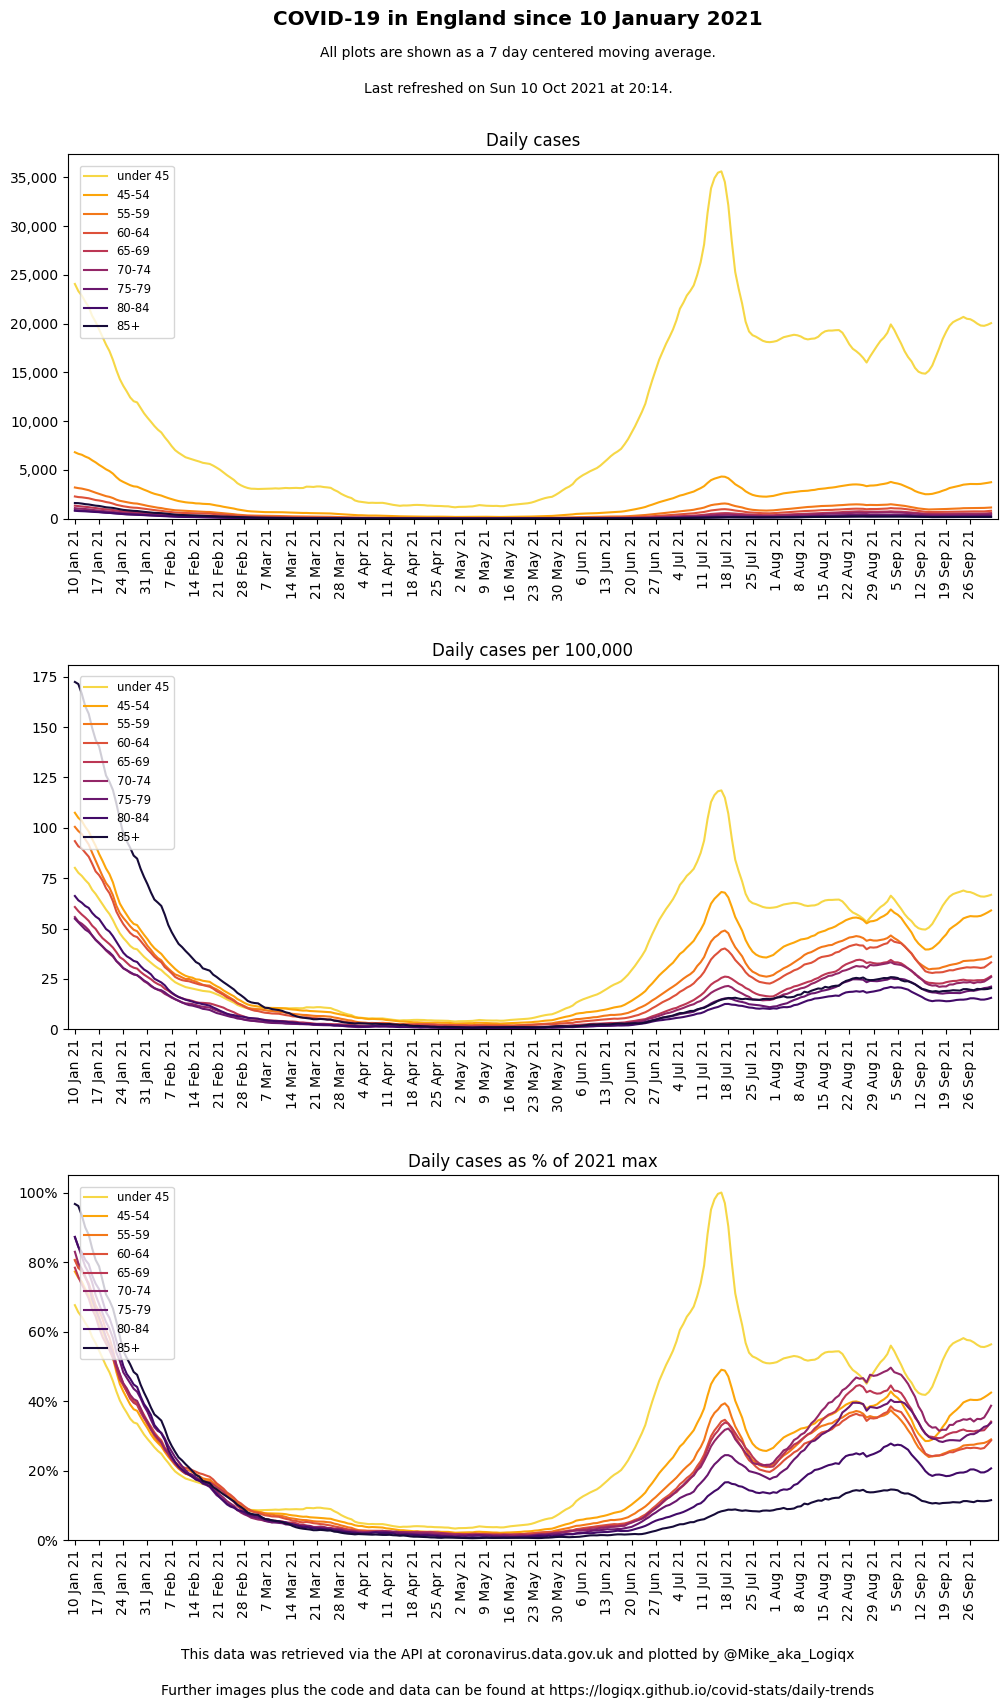 COVID-19 in England since 10 January 2021
All plots are shown as a 7 day centered moving average.
Last refreshed on Sun 10 Oct 2021 at 20:14.
Daily cases
35,000
30,000
25,000
20,000
15,000
10,000
5,000
0
under 45
45-54
55-59
60-64
65-69
70-74
75-79
80-84
85+
10 Jan 21
17 Jan 21
24 Jan 21
31 Jan 21
7 Feb 21
14 Feb 21
21 Feb 21
28 Feb 21
7 Mar 21
14 Mar 21
21 Mar 21
28 Mar 21
4 Apr 21
11 Apr 21
18 Apr 21
25 Apr 21
2 May 21
9 May 21
16 May 21
23 May 21
30 May 21
6 Jun 21
13 Jun 21
20 Jun 21
27 Jun 21
4 Jul 21
11 Jul 21
18 Jul 21
25 Jul 21
1 Aug 21
8 Aug 21
15 Aug 21
22 Aug 21
29 Aug 21
5 Sep 21
12 Sep 21
19 Sep 21
26 Sep 21
Daily cases per 100,000
175
150
125
100
75
50
25
0
under 45
45-54
55-59
60-64
65-69
70-74
75-79
80-84
85+
10 Jan 21
17 Jan 21
24 Jan 21
31 Jan 21
7 Feb 21
14 Feb 21
21 Feb 21
28 Feb 21
7 Mar 21
14 Mar 21
21 Mar 21
28 Mar 21
4 Apr 21
11 Apr 21
18 Apr 21
25 Apr 21
2 May 21
9 May 21
16 May 21
23 May 21
30 May 21
6 Jun 21
13 Jun 21
20 Jun 21
27 Jun 21
4 Jul 21
11 Jul 21
18 Jul 21
25 Jul 21
1 Aug 21
8 Aug 21
15 Aug 21
22 Aug 21
29 Aug 21
5 Sep 21
12 Sep 21
19 Sep 21
26 Sep 21
Daily cases as % of 2021 max
100%
80%
60%
40%
20%
0%
under 45
45-54
55-59
60-64
65-69
70-74
75-79
80-84
85+
10 Jan 21
17 Jan 21
24 Jan 21
31 Jan 21
7 Feb 21
14 Feb 21
21 Feb 21
28 Feb 21
7 Mar 21
14 Mar 21
21 Mar 21
28 Mar 21
4 Apr 21
11 Apr 21
18 Apr 21
25 Apr 21
2 May 21
9 May 21
16 May 21
23 May 21
30 May 21
6 Jun 21
13 Jun 21
20 Jun 21
27 Jun 21
4 Jul 21
11 Jul 21
18 Jul 21
25 Jul 21
1 Aug 21
8 Aug 21
15 Aug 21
22 Aug 21
29 Aug 21
5 Sep 21
12 Sep 21
19 Sep 21
26 Sep 21
This data was retrieved via the API at coronavirus.data.gov.uk and plotted by @Mike_aka_Logiqx
Further images plus the code and data can be found at https://logiqx.github.io/covid-stats/daily-trends